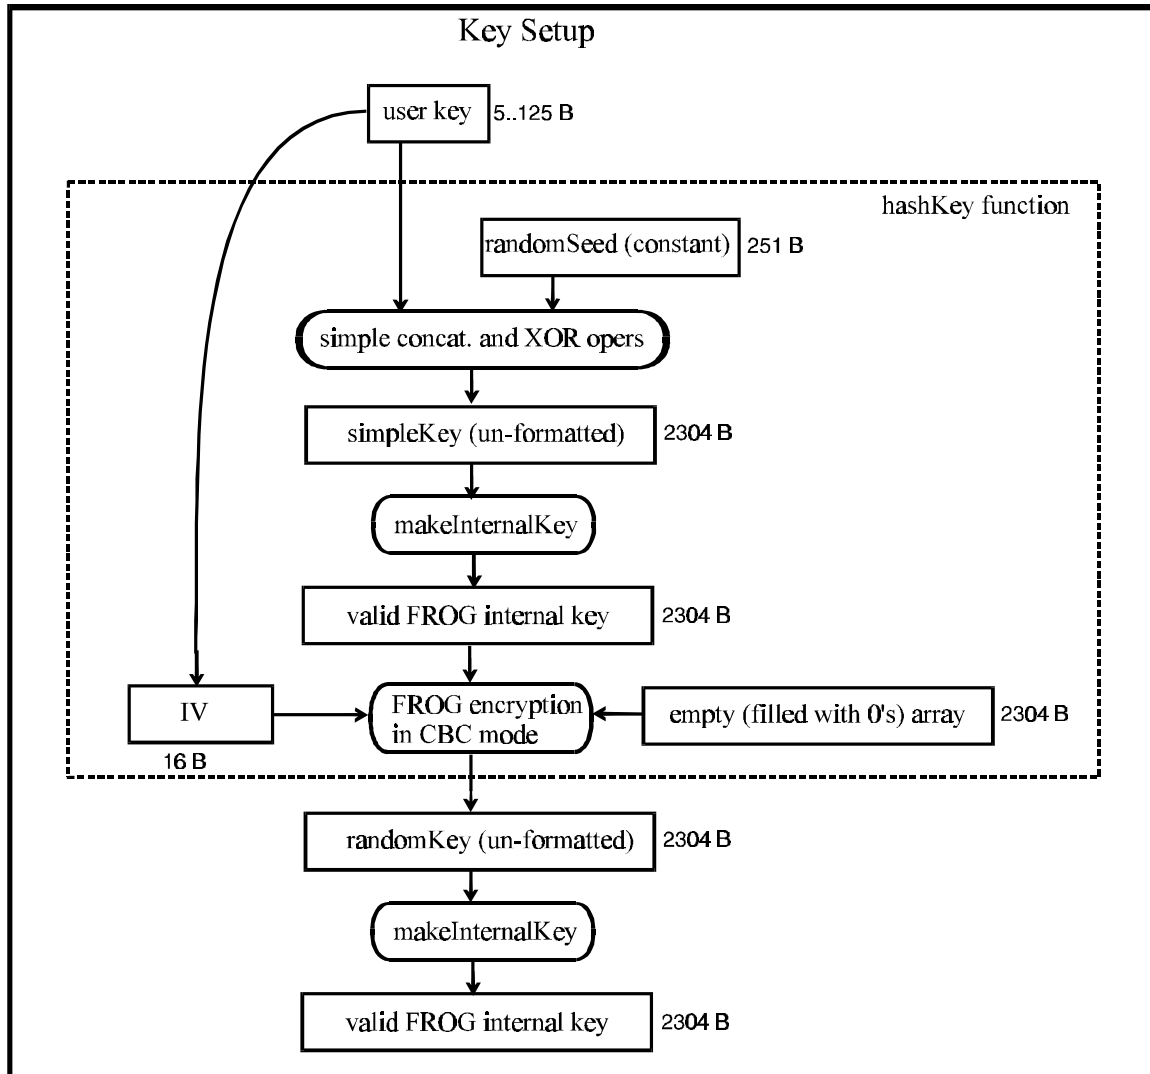 Key Setup
user key
5..125 B
hashKey function
randomSeed (constant)
251 B
simple concat. and XOR opers
simpleKey (un-formatted)
2304 B
makeInternalKey
valid FROG internal key
2304 B
IV
16 B
FROG encryption
in CBC mode
empty (filled with 0's) array
2304 B
randomKey (un-formatted)
2304 B
makeInternalKey
valid FROG internal key
2304 B